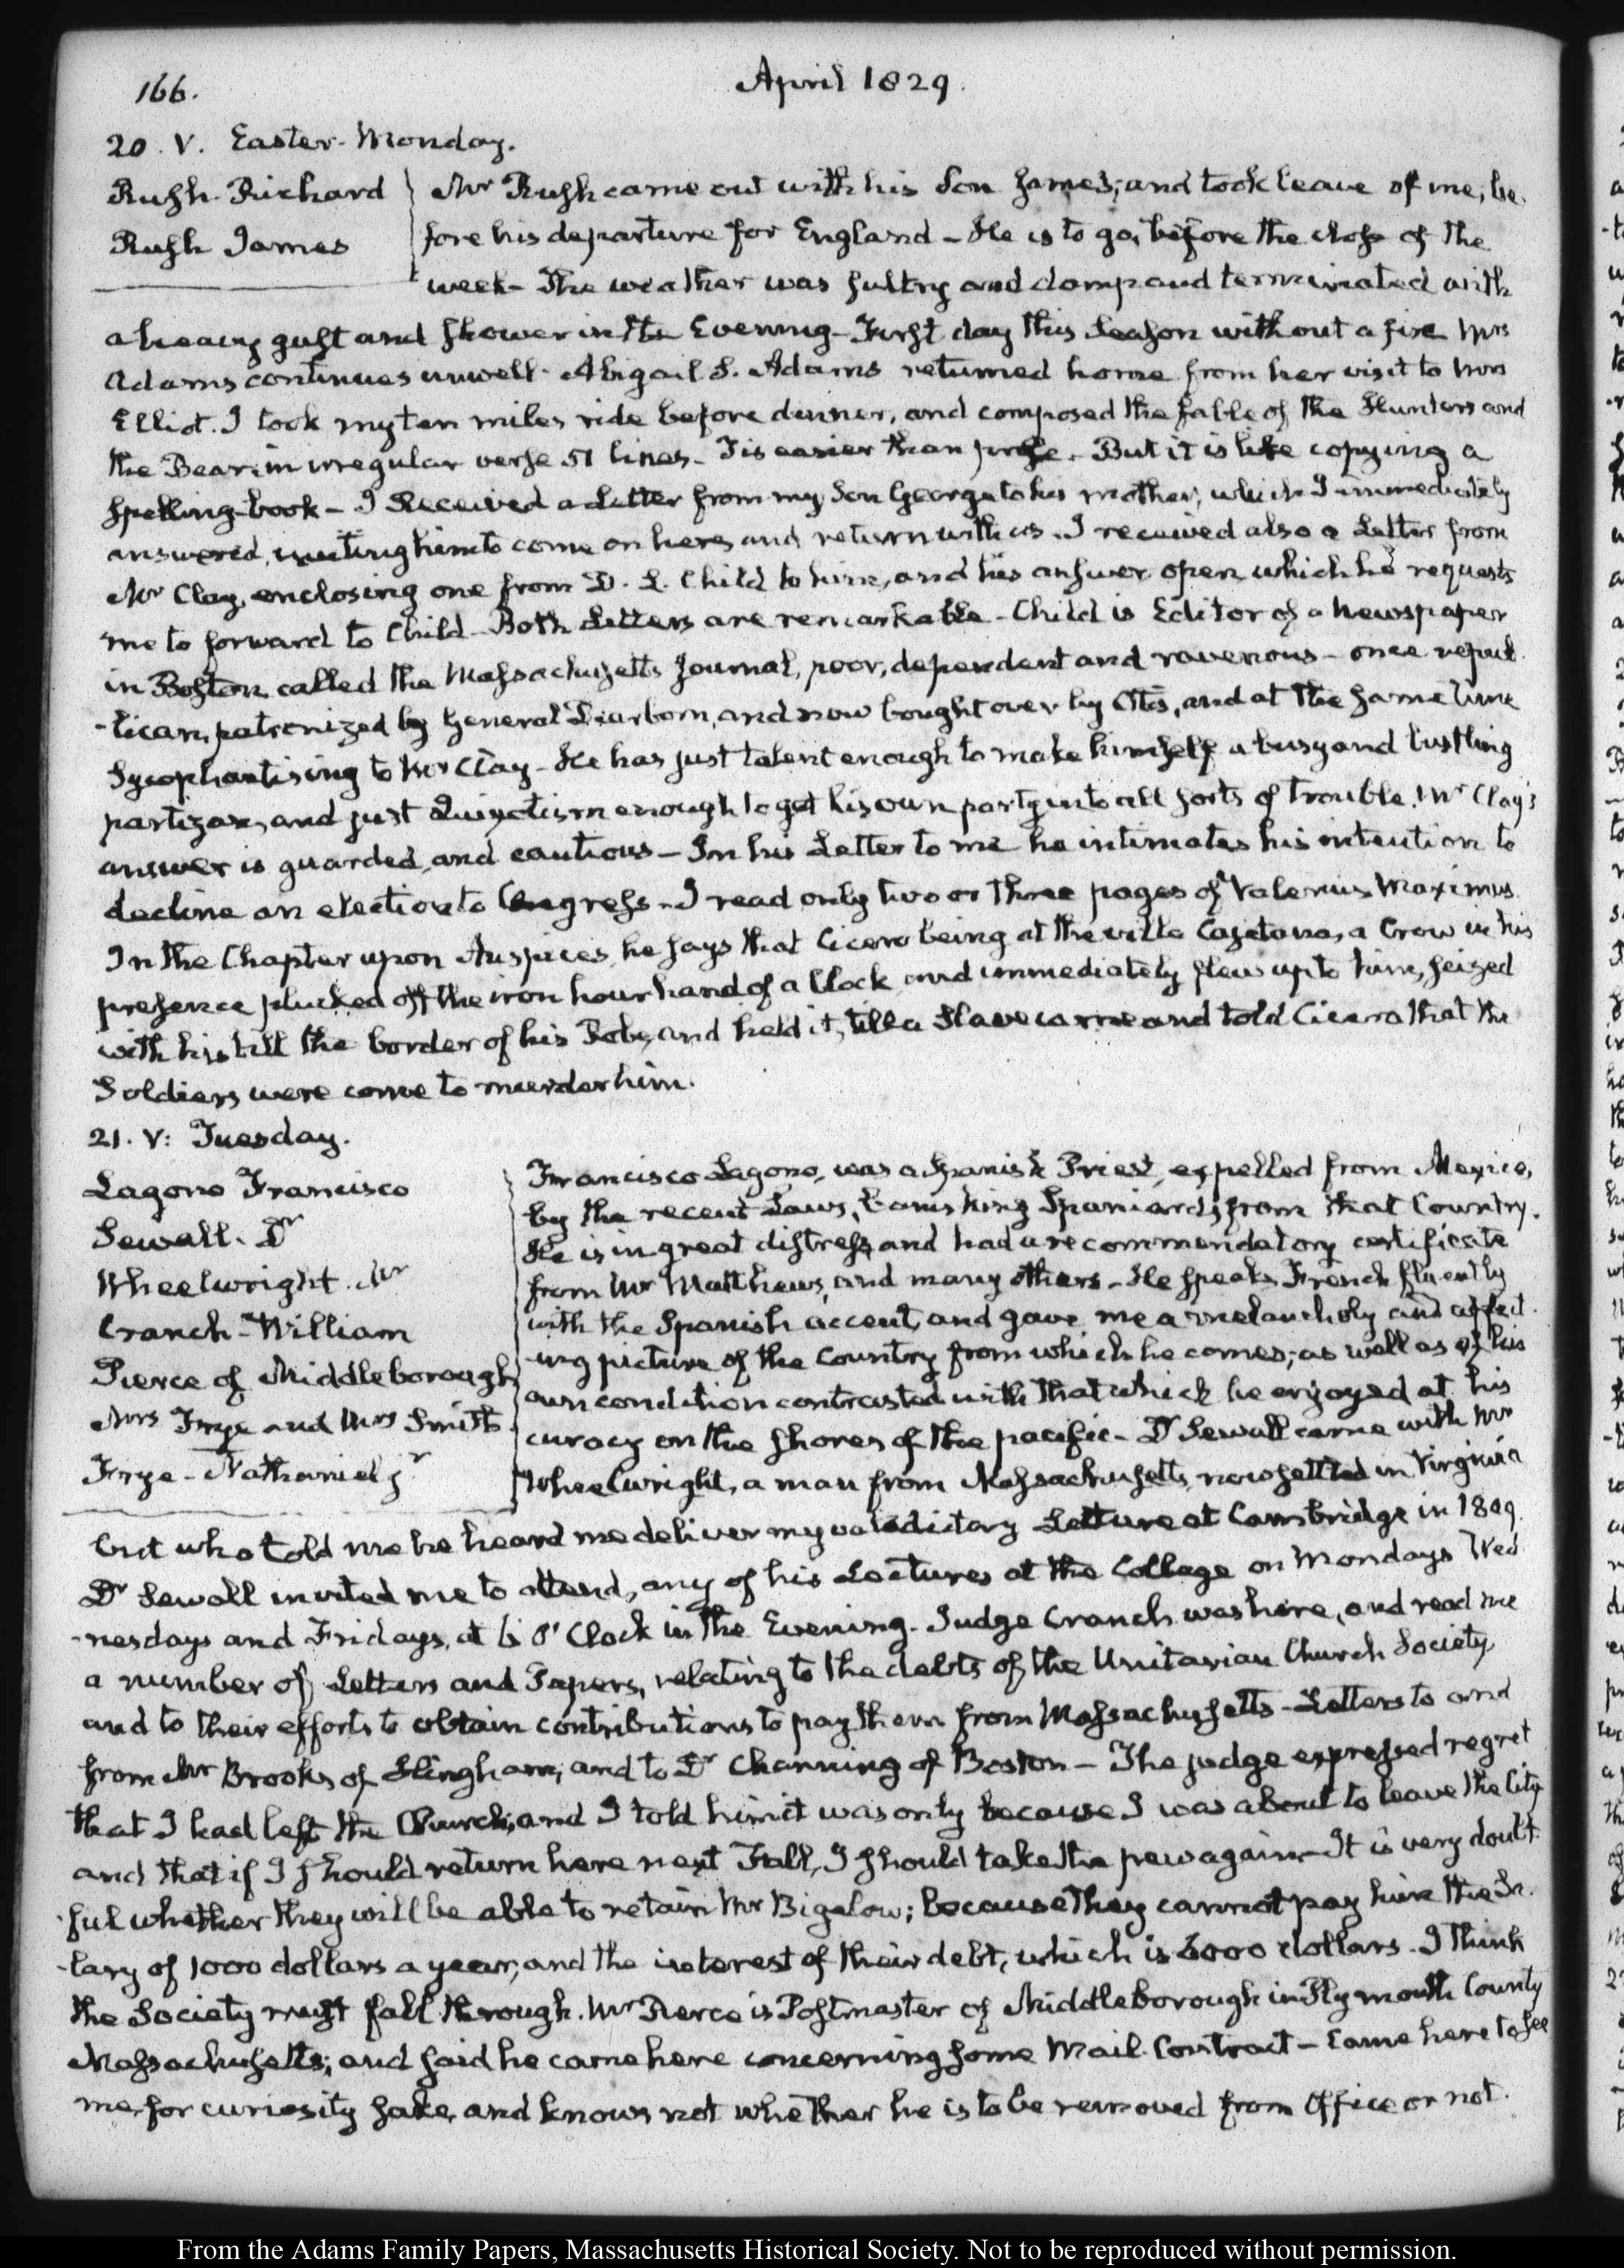 166.
April 1829.
20. V. Easter-Monday.
Rush Richard
Rush James
Mr Rush came out with his Son James, and took leave of me, be-
fore his departure for England – He is to go, before the close of the
week – The weather was sultry and damp and terminated with
a heavy gust and shower in the Evening – First day this Season without a fire Mrs
Adams continues unwell – Abigail S. Adams returned home from her visit to Mrs
Elliot. I took my ten miles ride before dinner, and composed the fable of the Hunters and
the Bear, in irregular verse 51 lines – Tis easier than prose – But it is like copying a
Spelling-book – I Received a Letter from my Son George to his mother, which I immediately
answered, inviting him to come on here, and return with us. I received also a Letter from
Mr Clay, enclosing one from D. L. Child to him, and his answer open which he requests
me to forward to Child – Both Letters are remarkable – Child is Editor of a Newspaper
in Boston called the Massachusetts Journal, poor, dependent and ravenous – once repub-
-lican, patronized by General Dearborn, and now bought over by Otis, and at the same time
Sycophantising to Mr Clay – He has just talent enough to make himself a busy and bustling
partizan, and just Quixotism enough to get his own party into all sorts of trouble. Mr Clay's
answer is guarded, and cautious – In his Letter to me he intimates his intention to
decline an election to Congress – I read only two or three pages of Valerius Maximus.
In the Chapter upon Auspices, he says that Cicero being at the villa Cajetana, a Crow in his
presence plucked off the iron hour hand of a Clock and immediately flew up to him, seized
with his bill the border of his Robe, and held it, till a Slave came and told Cicero that the
Soldiers were come to murder him.
21. V: Tuesday.
Lagono Francisco
Sewall. Dr
Wheelwright. Mr
Cranch – William
Pierce of Middleborough
Mrs Frye and Mrs Smith
Frye – Nathaniel jr
Francisco Lagono, was a Spanish Priest, expelled from Mexico,
by the recent Laws, banishing Spaniards from that Country.
He is in great distress, and had a recommendatory certificate
from Mr Matthews, and many others – He speaks French fluently
with the Spanish accent, and gave me a melancholy and affect-
-ing picture of the Country from which he comes; as well as of his
own condition contrasted with that which he enjoyed at his
curacy on the shores of the pacific – Dr Sewall came with Mr
Wheelwright, a man from Massachusetts, now settled in Virginia
but who told me he heard me deliver my valedictory Lecture at Cambridge in 1809.
Dr Sewall invited me to attend, any of his Lectures at the College on Mondays Wed-
-nesdays and Fridays, at 6 O'Clock in the Evening – Judge Cranch was here, and read me
a number of Letters and Papers, relating to the debts of the Unitarian Church Society
and to their efforts to obtain contributions to pay them from Massachusetts – Letters to and
from Mr Brooks of Hingham; and to Dr Channing of Boston – The judge expressed regret
that I had left the Church; and I told him it was only because I was about to leave the City
and that if I should return here next Fall, I should take the pew again – It is very doubt-
-ful whether they will be able to retain Mr Bigelow; because they cannot pay him the Sa-
-lary of 1000 dollars a year, and the interest of their debt, which is 6000 dollars – I think
the Society must fall through. Mr Pierce is Postmaster of Middleborough in Plymouth County
Massachusetts; and said he came here concerning some Mail-Contract – Came here to see
me, for curiosity sake, and knows not whether he is to be removed from Office or not.
From the Adams Family Papers, Massachusetts Historical Society. Not to be reproduced without permission.